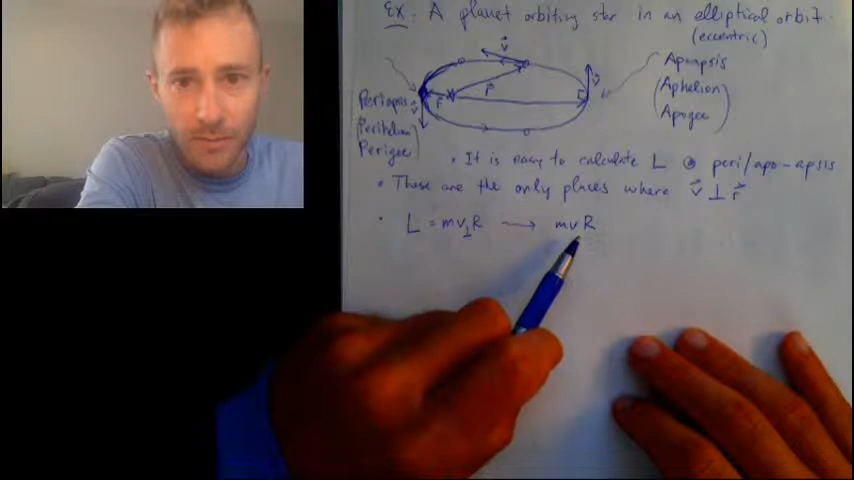 Ex: A planet orbiting star in an elliptical orbit.
(eccentric)
v
Apoapsis
v
r
r
Periapsis v
(Aphelion
(Perihelion
Apogee)
Perigee)
• It is easy to calculate L @ peri/apo-apsis
• These are the only places where v ⊥ r
• L = mv⊥R → mvR